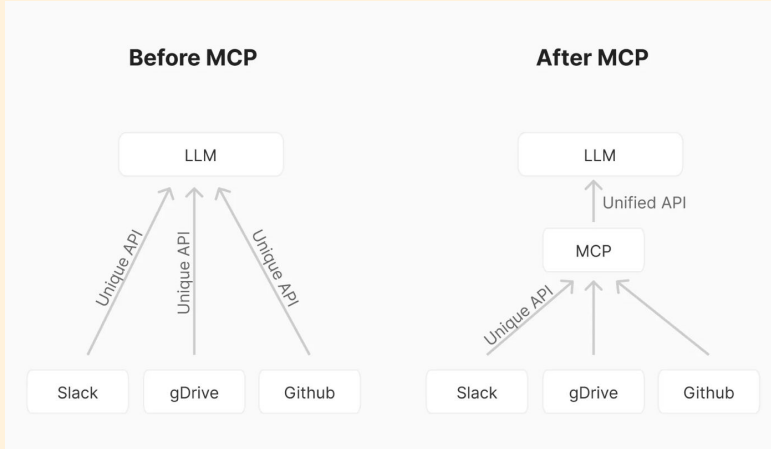 Before MCP
LLM
Unique API
Unique API
Unique API
Slack
gDrive
Github
After MCP
LLM
Unified API
MCP
Unique API
Slack
gDrive
Github